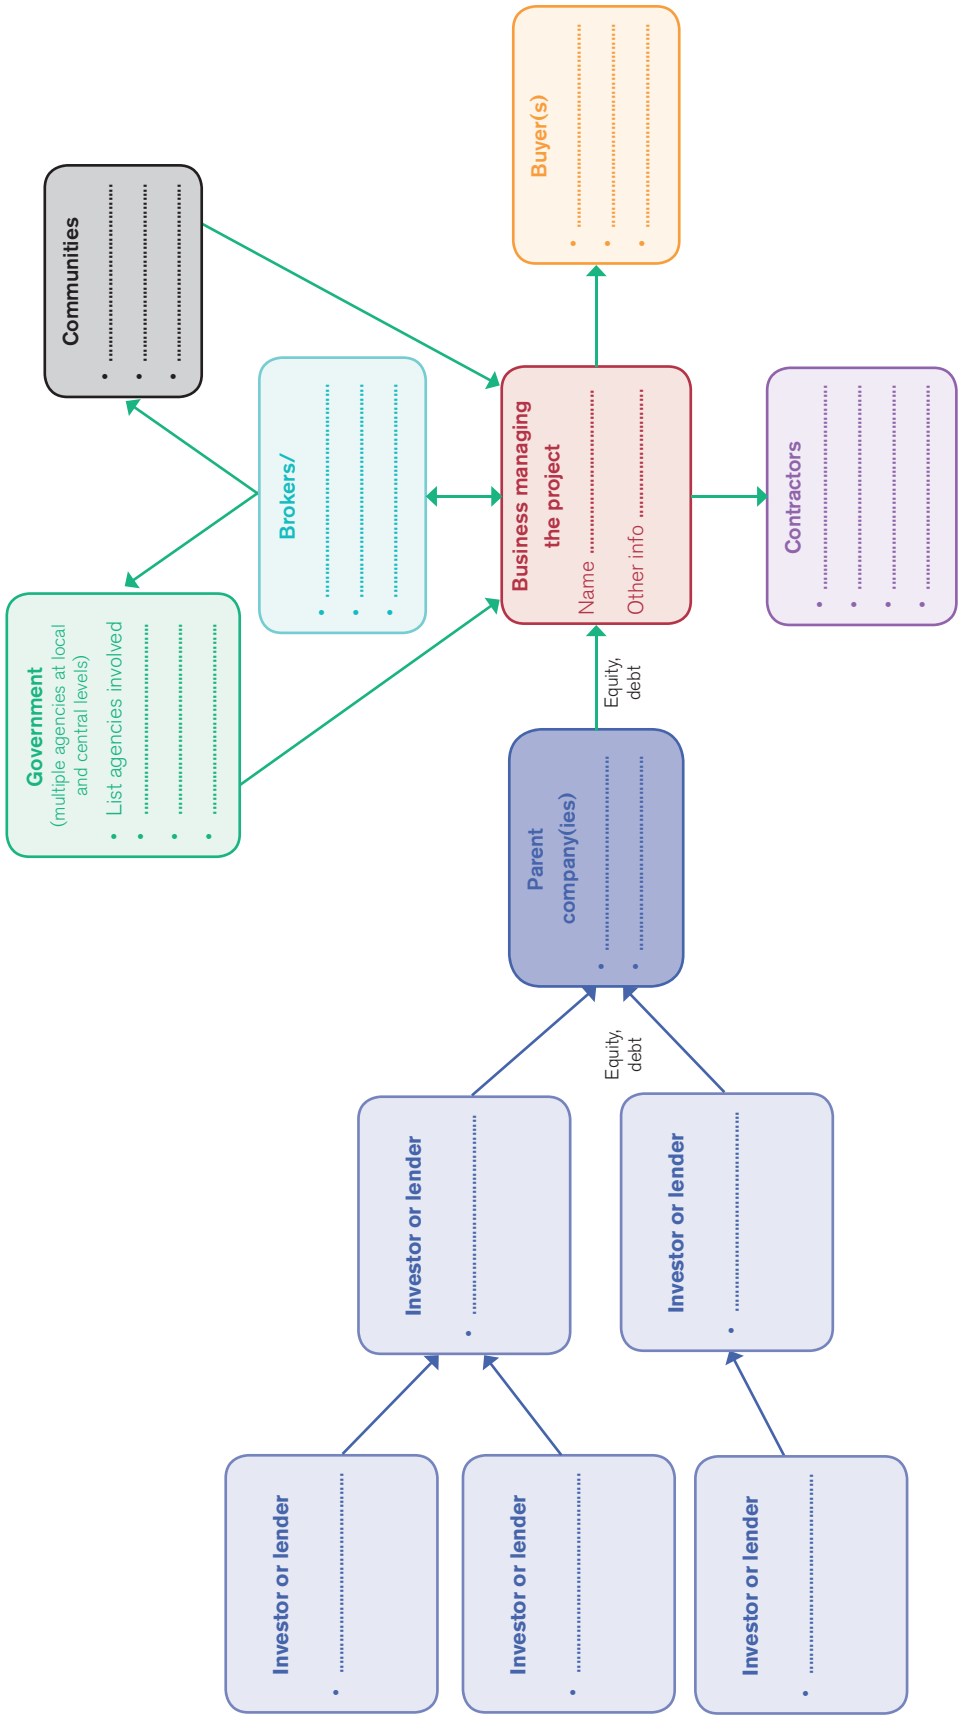 Government
(multiple agencies at local
and central levels)
• List agencies involved
•
•
•
Communities
•
•
•
Brokers/
•
•
•
Investor or lender
•
Investor or lender
•
Equity,
debt
Parent
company(ies)
•
•
Equity,
debt
Business managing
the project
Name
Other info
Buyer(s)
•
•
•
Investor or lender
•
Investor or lender
•
Investor or lender
•
Contractors
•
•
•
•